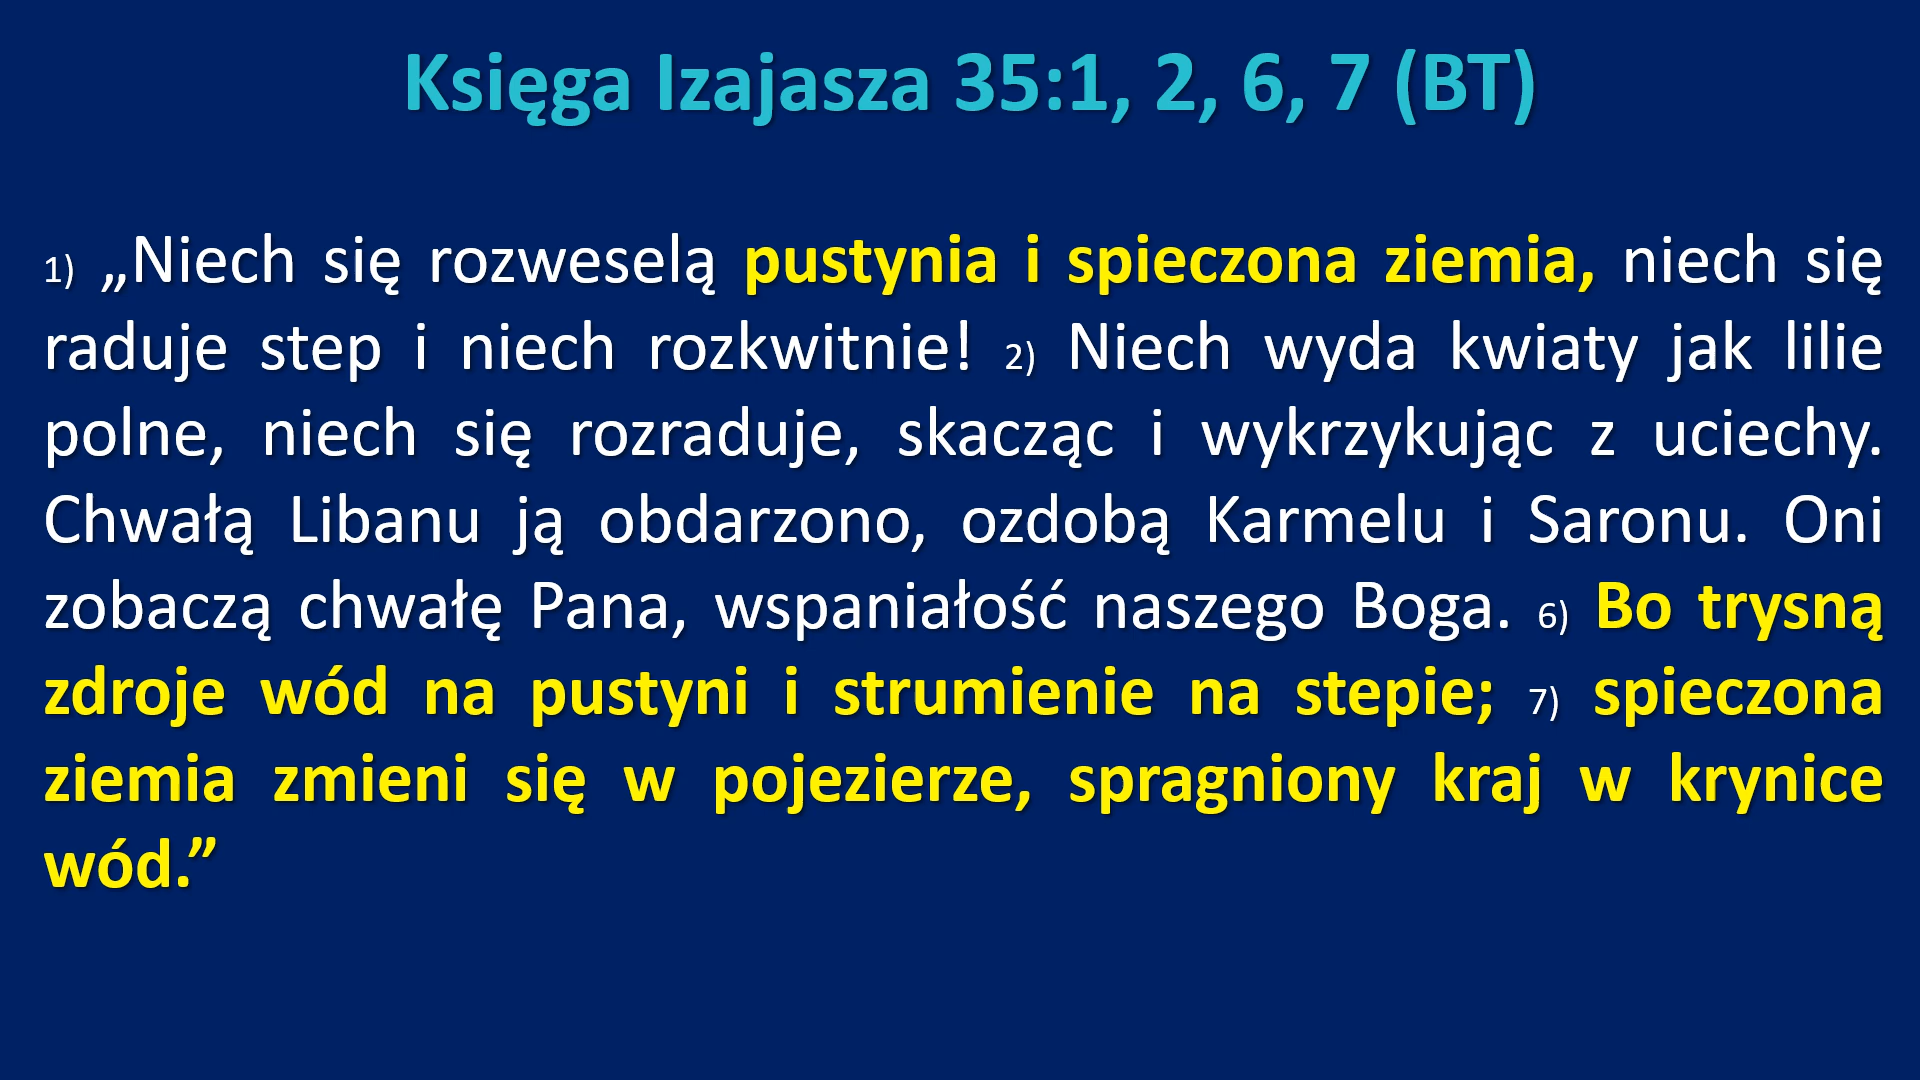 Księga Izajasza 35:1, 2, 6, 7 (BT)
1) „Niech się rozweselą pustynia i spieczona ziemia, niech się
raduje step i niech rozkwitnie! 2) Niech wyda kwiaty jak lilie
polne, niech się rozraduje, skacząc i wykrzykując z uciechy.
Chwałą Libanu ją obdarzono, ozdobą Karmelu i Saronu. Oni
zobaczą chwałę Pana, wspaniałość naszego Boga. 6) Bo trysną
zdroje wód na pustyni i strumienie na stepie; 7) spieczona
ziemia zmieni się w pojezierze, spragniony kraj w krynice
wód.”